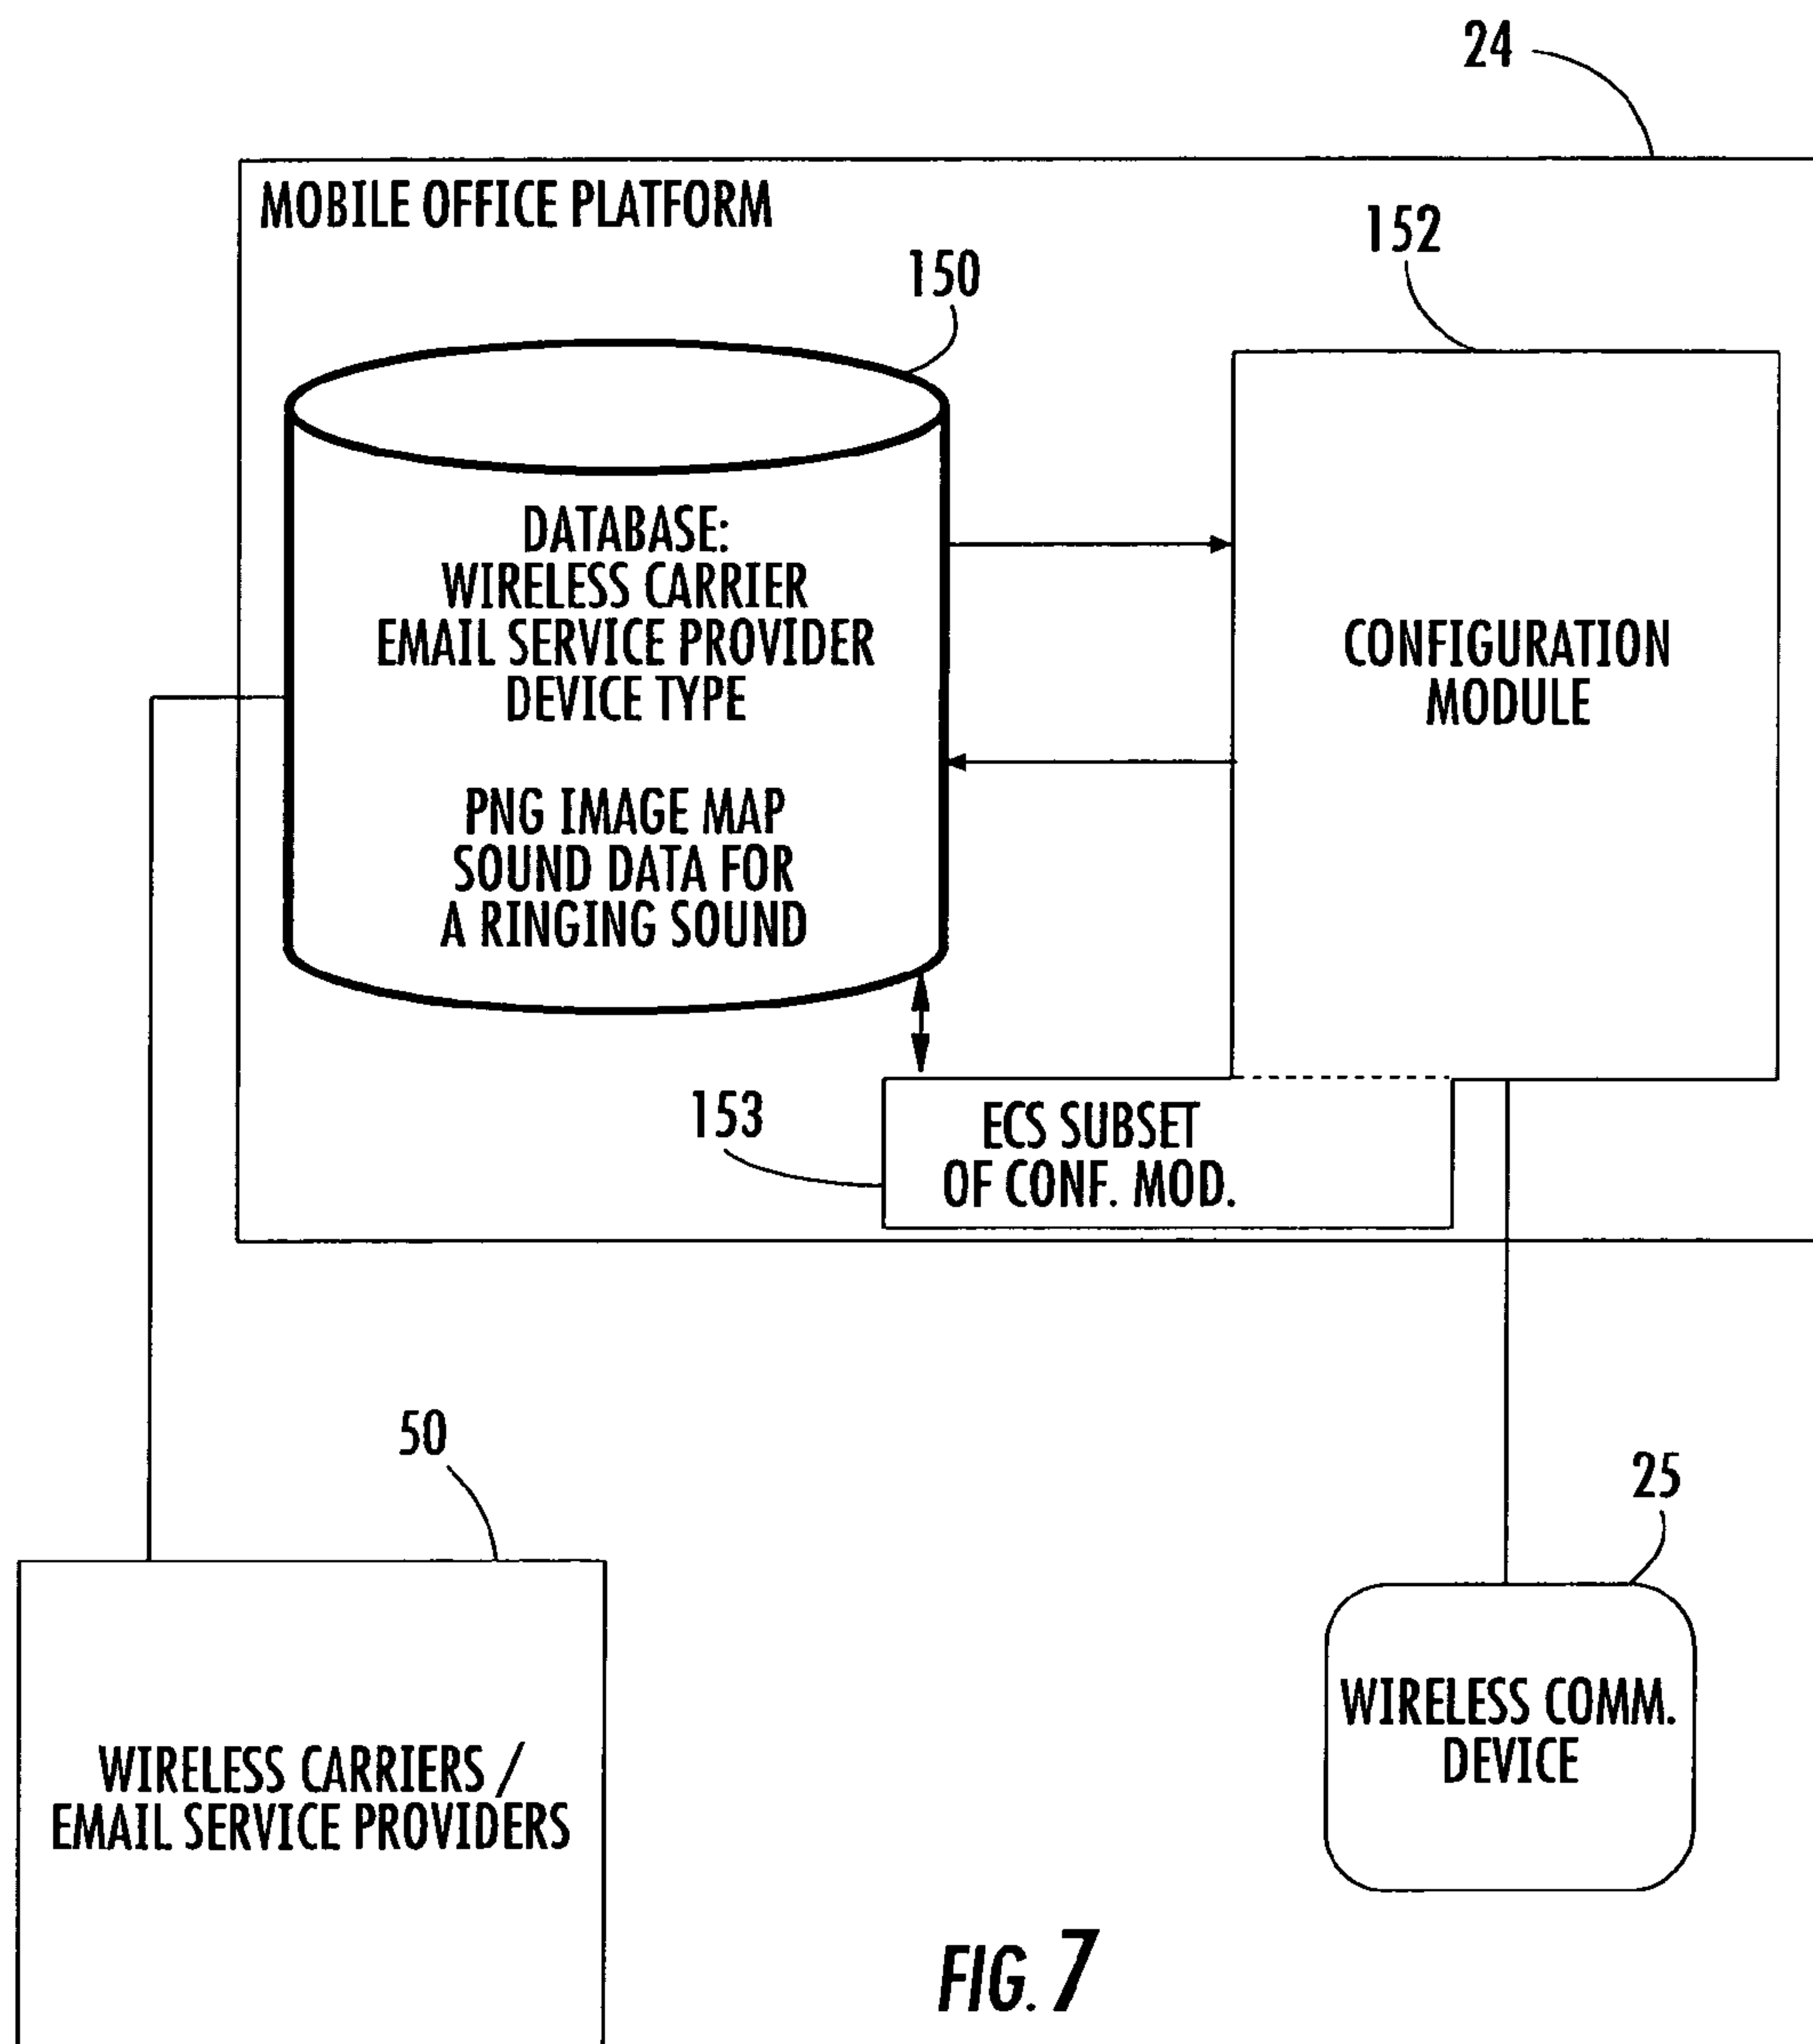 24
MOBILE OFFICE PLATFORM
152
150
DATABASE:
WIRELESS CARRIER
EMAIL SERVICE PROVIDER
DEVICE TYPE
PNG IMAGE MAP
SOUND DATA FOR
A RINGING SOUND
CONFIGURATION
MODULE
153
ECS SUBSET
OF CONF. MOD.
50
25
WIRELESS CARRIERS /
EMAIL SERVICE PROVIDERS
WIRELESS COMM.
DEVICE
FIG. 7